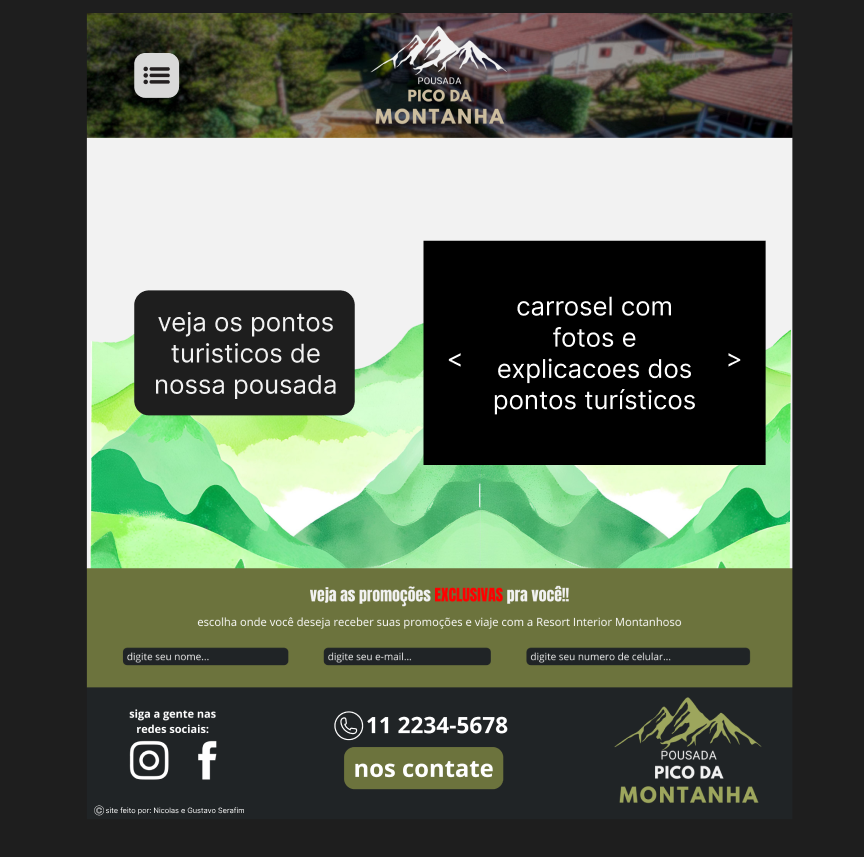 POUSADA
PICO DA
MONTANHA
veja os pontos
turisticos de
nossa pousada
carrosel com
fotos e
explicacoes dos
pontos turísticos
<
>
veja as promoções EXCLUSIVAS pra você!!
escolha onde você deseja receber suas promoções e viaje com a Resort Interior Montanhoso
digite seu nome...
digite seu e-mail...
digite seu numero de celular...
siga a gente nas
redes sociais:
11 2234-5678
nos contate
POUSADA
PICO DA
MONTANHA
© site feito por: Nicolas e Gustavo Serafim